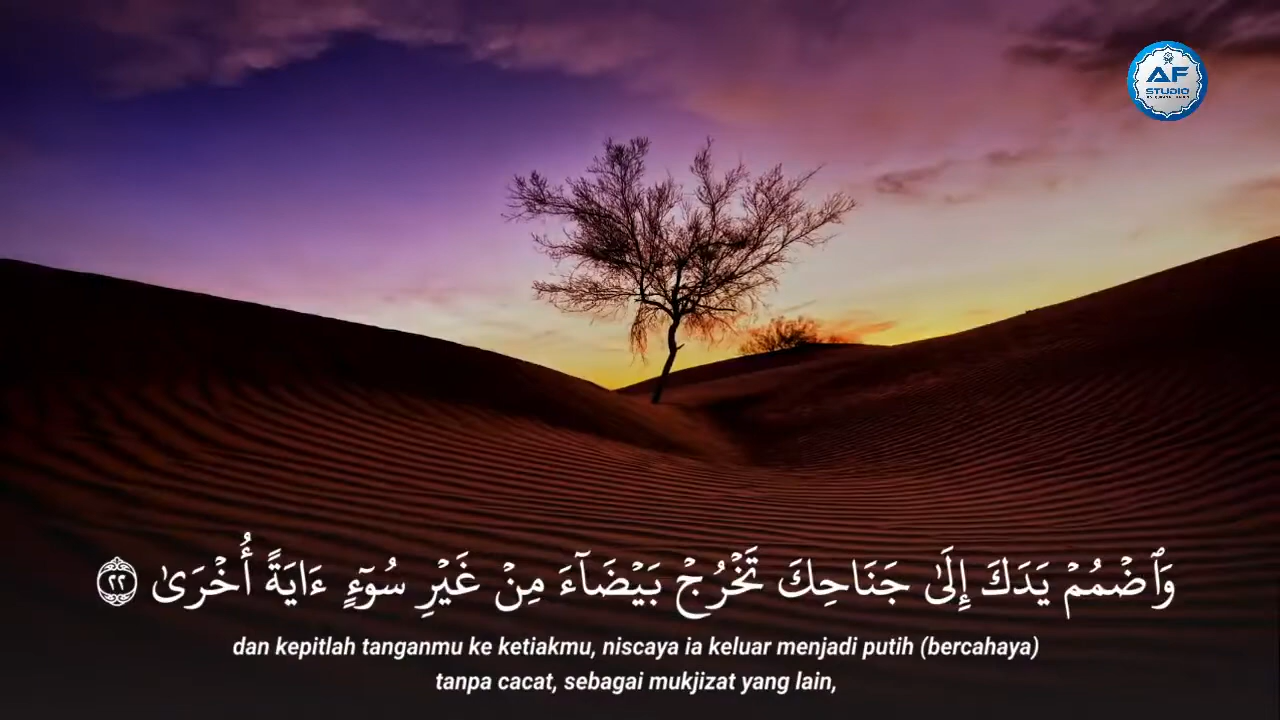 AF
STUDIO
وَٱضْمُمْ يَدَكَ إِلَىٰ جَنَاحِكَ تَخْرُجْ بَيْضَآءَ مِنْ غَيْرِ سُوٓءٍ ءَايَةً أُخْرَىٰ ٢٢
dan kepitlah tanganmu ke ketiakmu, niscaya ia keluar menjadi putih (bercahaya)
tanpa cacat, sebagai mukjizat yang lain,